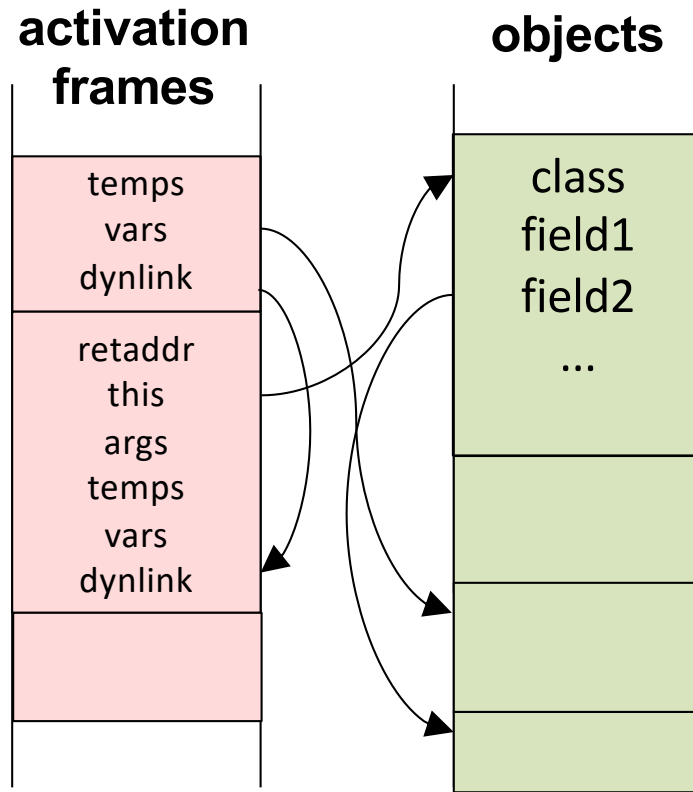 activation
frames
temps
vars
dynlink
retaddr
this
args
temps
vars
dynlink
objects
class
field1
field2
...